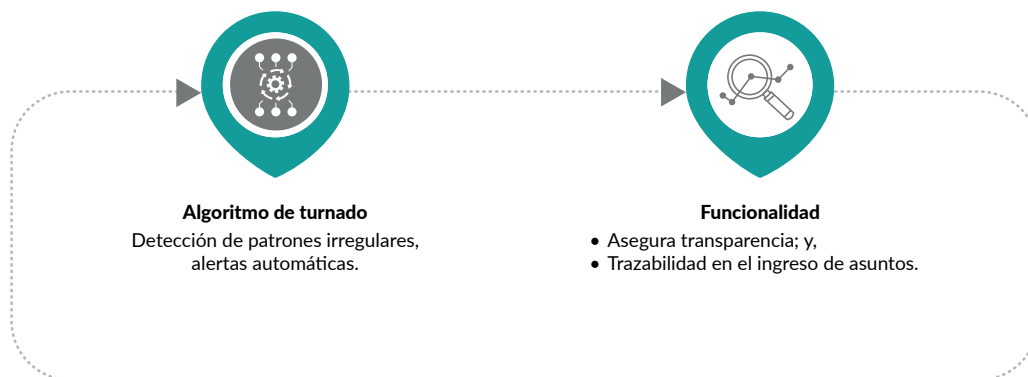 Algoritmo de turnado
Detección de patrones irregulares,
alertas automáticas.
Funcionalidad
• Asegura transparencia; y,
• Trazabilidad en el ingreso de asuntos.